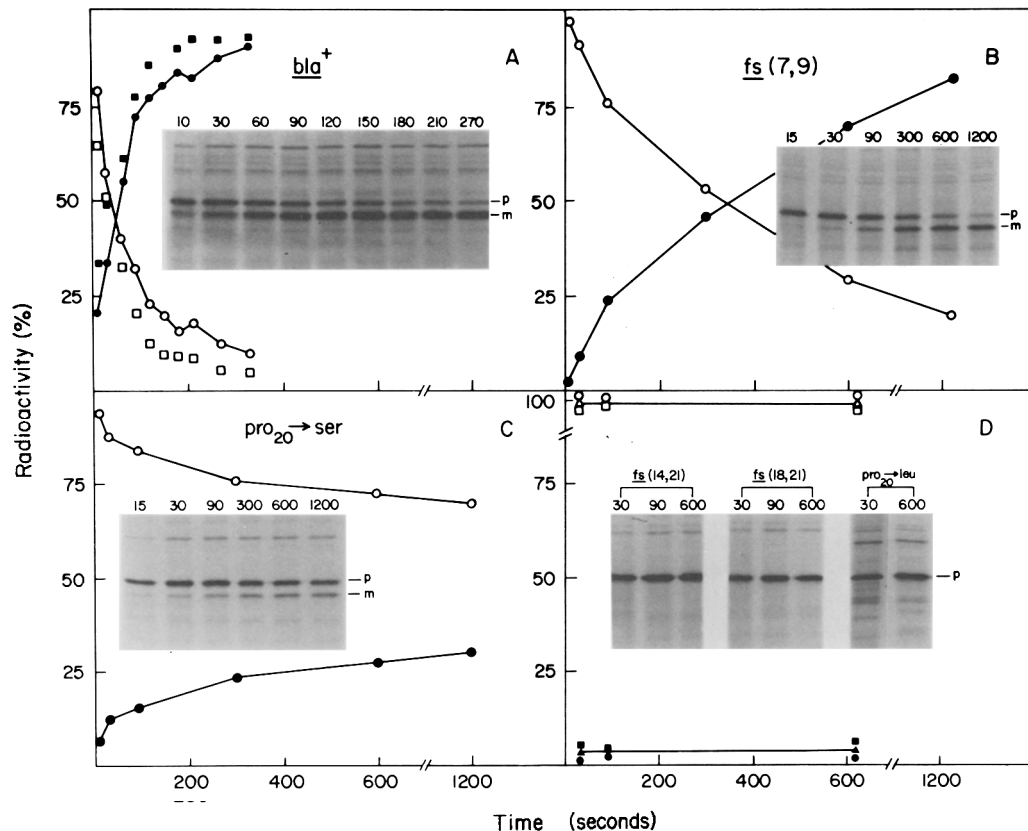 A
bla+
75
50
25
10 30 60 90 120 150 180 210 270
p
m
B
fs (7,9)
75
50
25
15 30 90 300 600 1200
p
m
Radioactivity (%)
C
pro20→ser
75
50
25
15 30 90 300 600 1200
p
m
200 400 600 1200
D
100
75
50
25
fs (14,21) fs (18,21) pro20→leu
30 90 600 30 90 600 30 600
p
200 400 600 1200
Time (seconds)